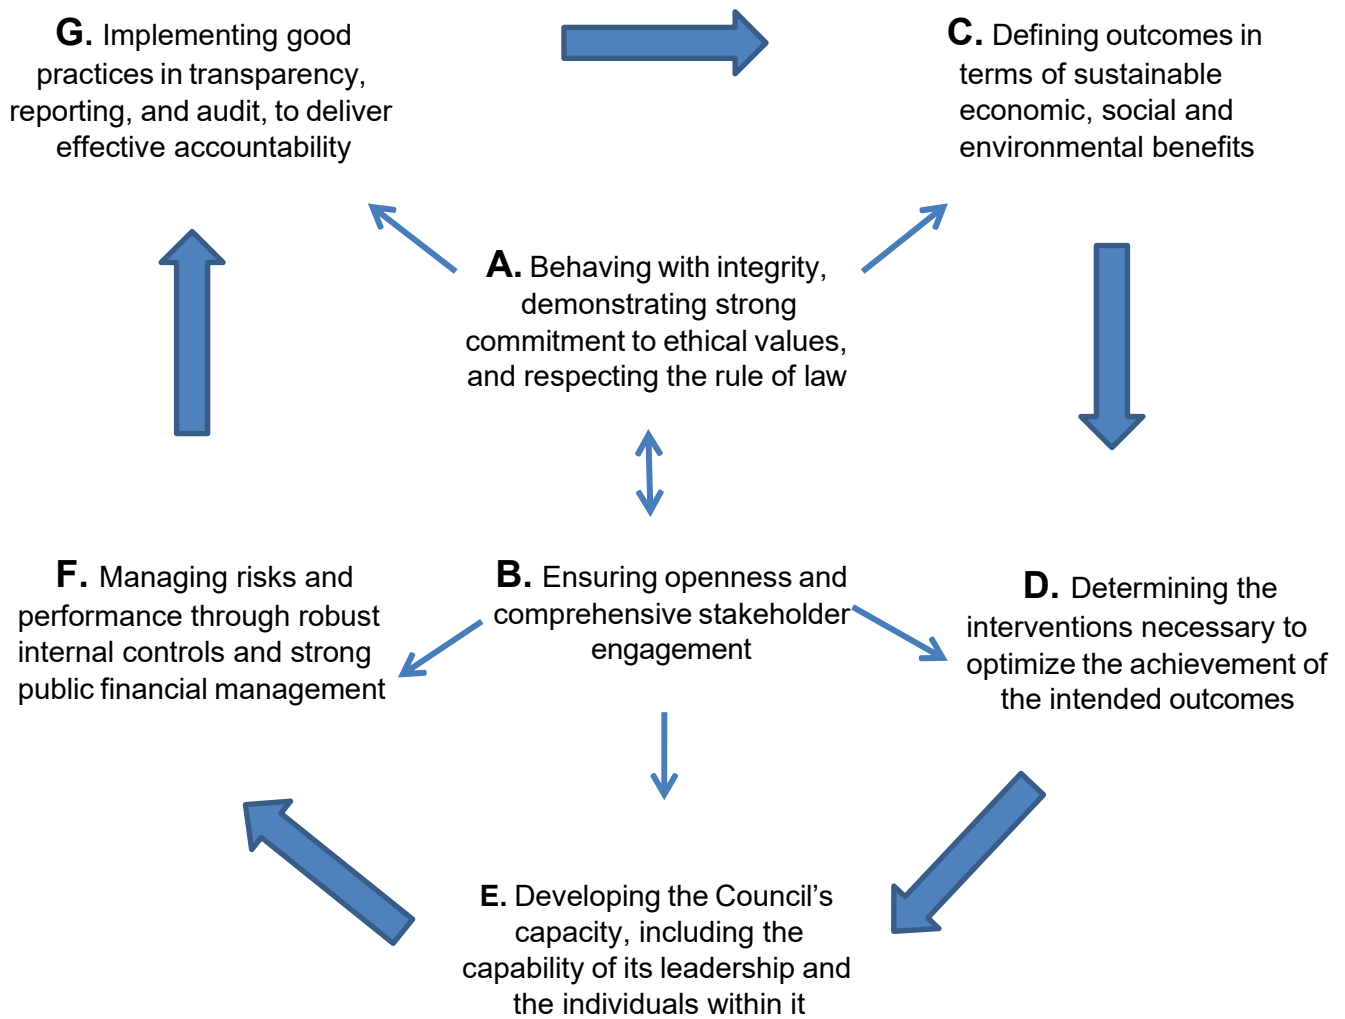 G. Implementing good
practices in transparency,
reporting, and audit, to deliver
effective accountability
C. Defining outcomes in
terms of sustainable
economic, social and
environmental benefits
A. Behaving with integrity,
demonstrating strong
commitment to ethical values,
and respecting the rule of law
F. Managing risks and
performance through robust
internal controls and strong
public financial management
B. Ensuring openness and
comprehensive stakeholder
engagement
D. Determining the
interventions necessary to
optimize the achievement of
the intended outcomes
E. Developing the Council’s
capacity, including the
capability of its leadership and
the individuals within it